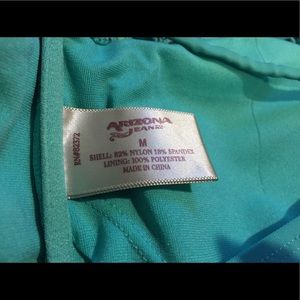 ARIZONA
JEAN CO
M
SHELL: 82% NYLON 18% SPANDEX
LINING: 100% POLYESTER
MADE IN CHINA
RN#82372